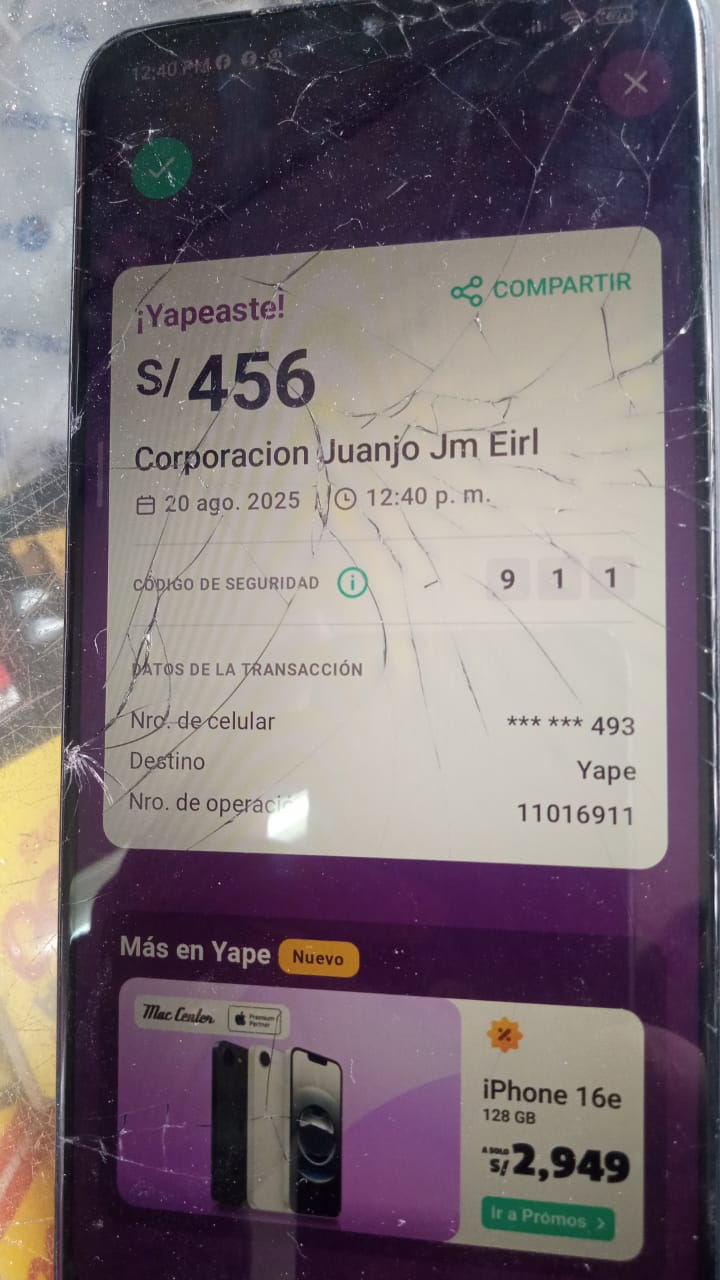 12:40 PM
¡Yapeaste!
COMPARTIR
S/ 456
Corporacion Juanjo Jm Eirl
20 ago. 2025 | 12:40 p. m.
CÓDIGO DE SEGURIDAD
9 1 1
DATOS DE LA TRANSACCIÓN
Nro. de celular *** *** 493
Destino Yape
Nro. de operació 11016911
Más en Yape Nuevo
Mac Center
Premium
Partner
iPhone 16e
128 GB
A SOLO
S/ 2,949
Ir a Prómos >